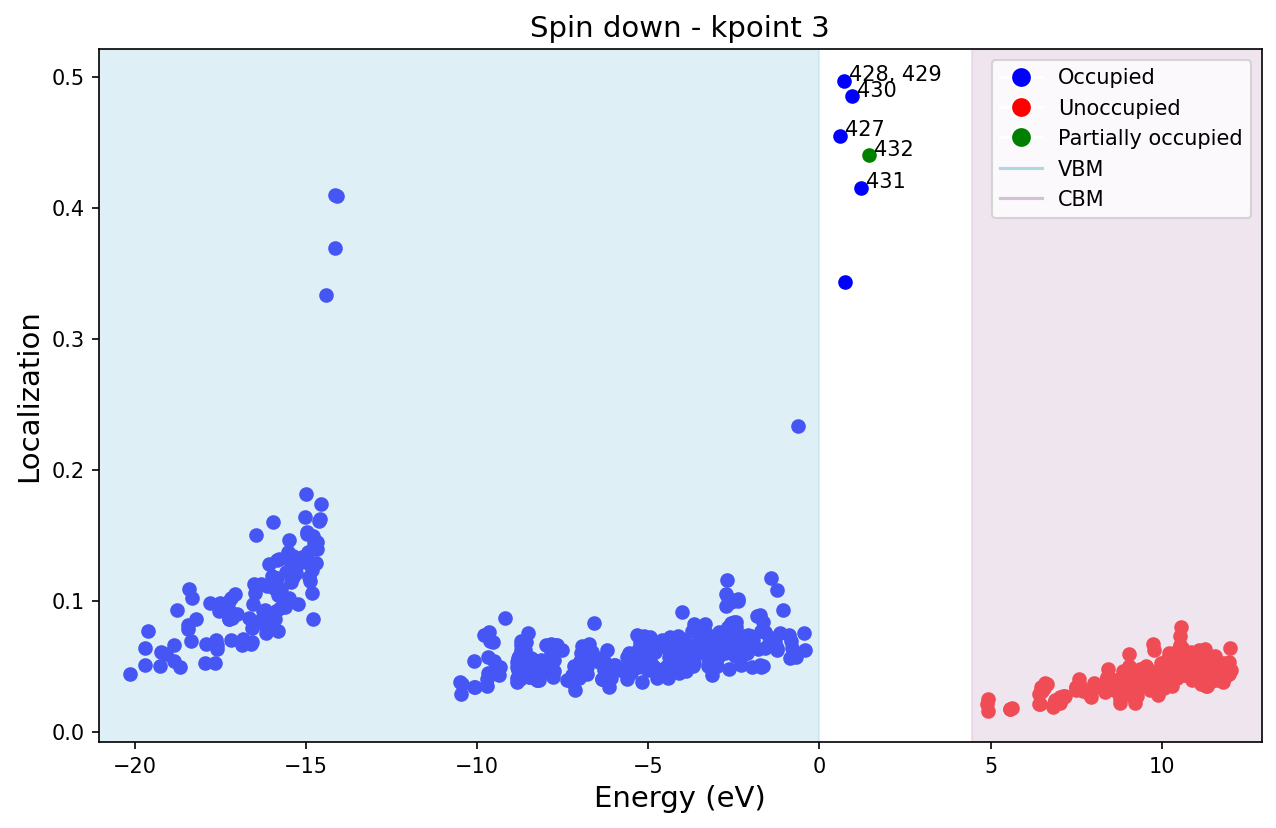 Spin down - kpoint 3
Localization
0.5
0.4
0.3
0.2
0.1
0.0
428, 429
430
427
432
431
Occupied
Unoccupied
Partially occupied
VBM
CBM
−20
−15
−10
−5
0
5
10
Energy (eV)